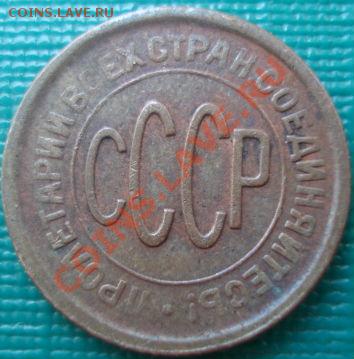 COINS.LAVE.RU
ПРОЛЕТАРИИ ВСЕХ СТРАН СОЕДИНЯЙТЕСЬ!
СССР
COINS.LAVE.RU